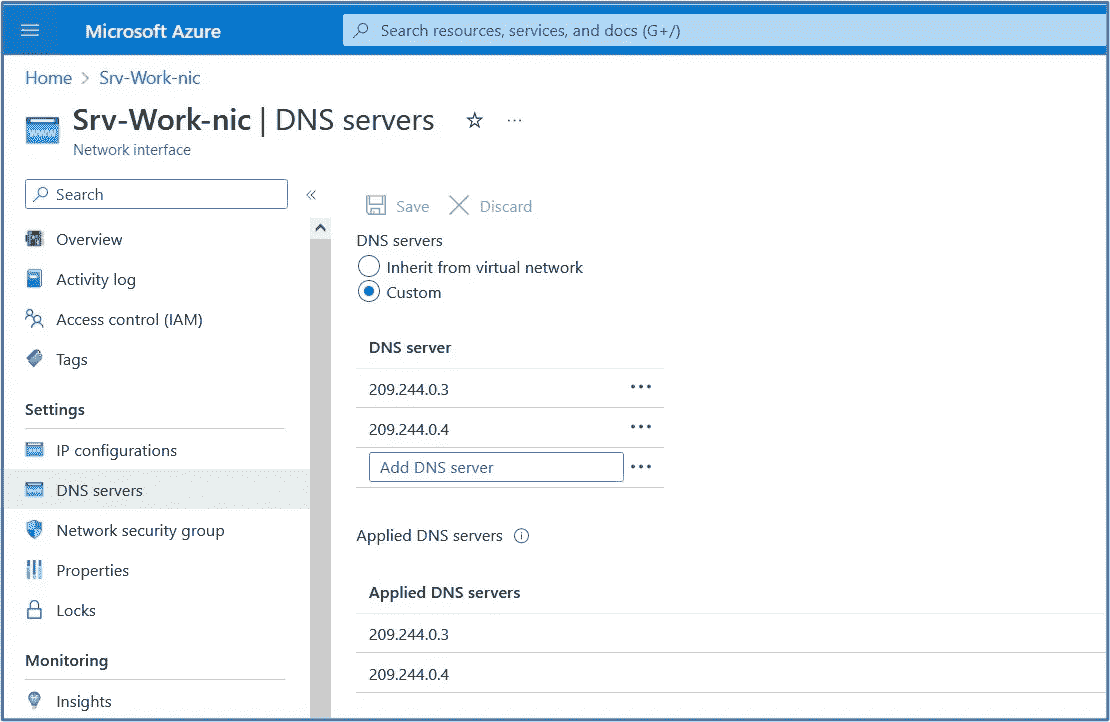 Microsoft Azure
Search resources, services, and docs (G+/)
Home > Srv-Work-nic
Srv-Work-nic | DNS servers
Network interface
Search
Overview
Activity log
Access control (IAM)
Tags
Settings
IP configurations
DNS servers
Network security group
Properties
Locks
Monitoring
Insights
Save Discard
DNS servers
Inherit from virtual network
Custom
DNS server
209.244.0.3
209.244.0.4
Add DNS server
Applied DNS servers
Applied DNS servers
209.244.0.3
209.244.0.4